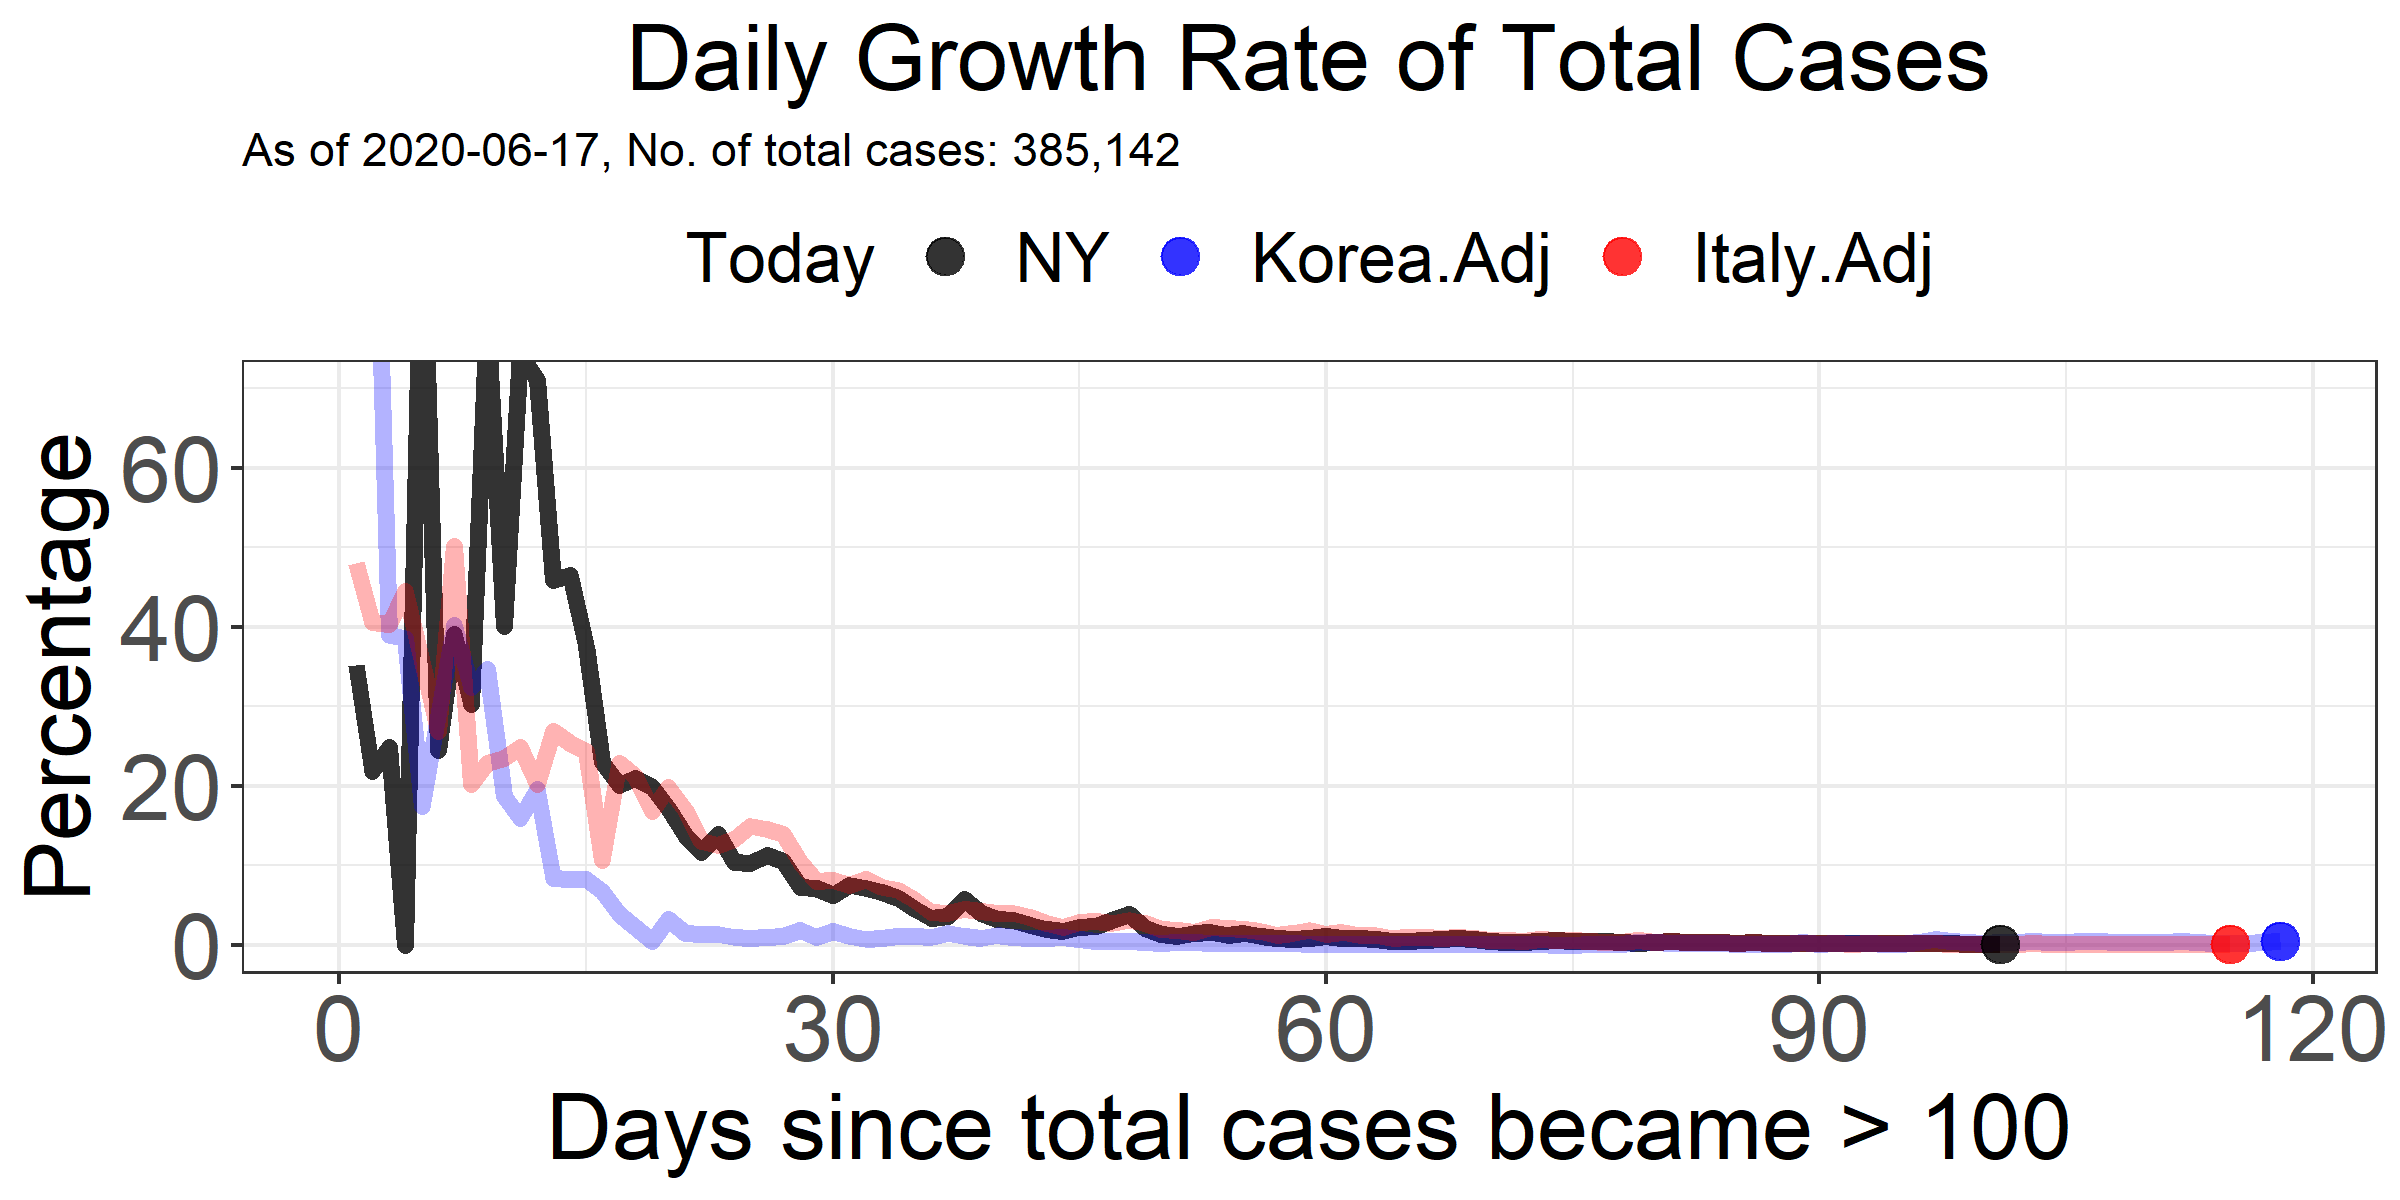 Daily Growth Rate of Total Cases
As of 2020-06-17, No. of total cases: 385,142
Today NY Korea.Adj Italy.Adj
Percentage
60
40
20
0
0 30 60 90 120
Days since total cases became > 100